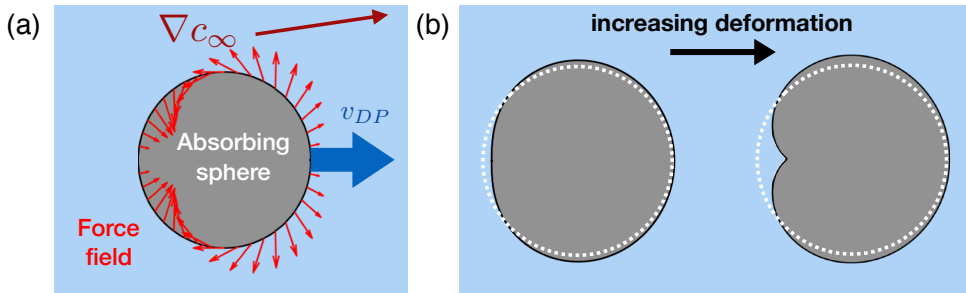 (a)
∇c∞
v_DP
Absorbing
sphere
Force
field
(b)
increasing deformation